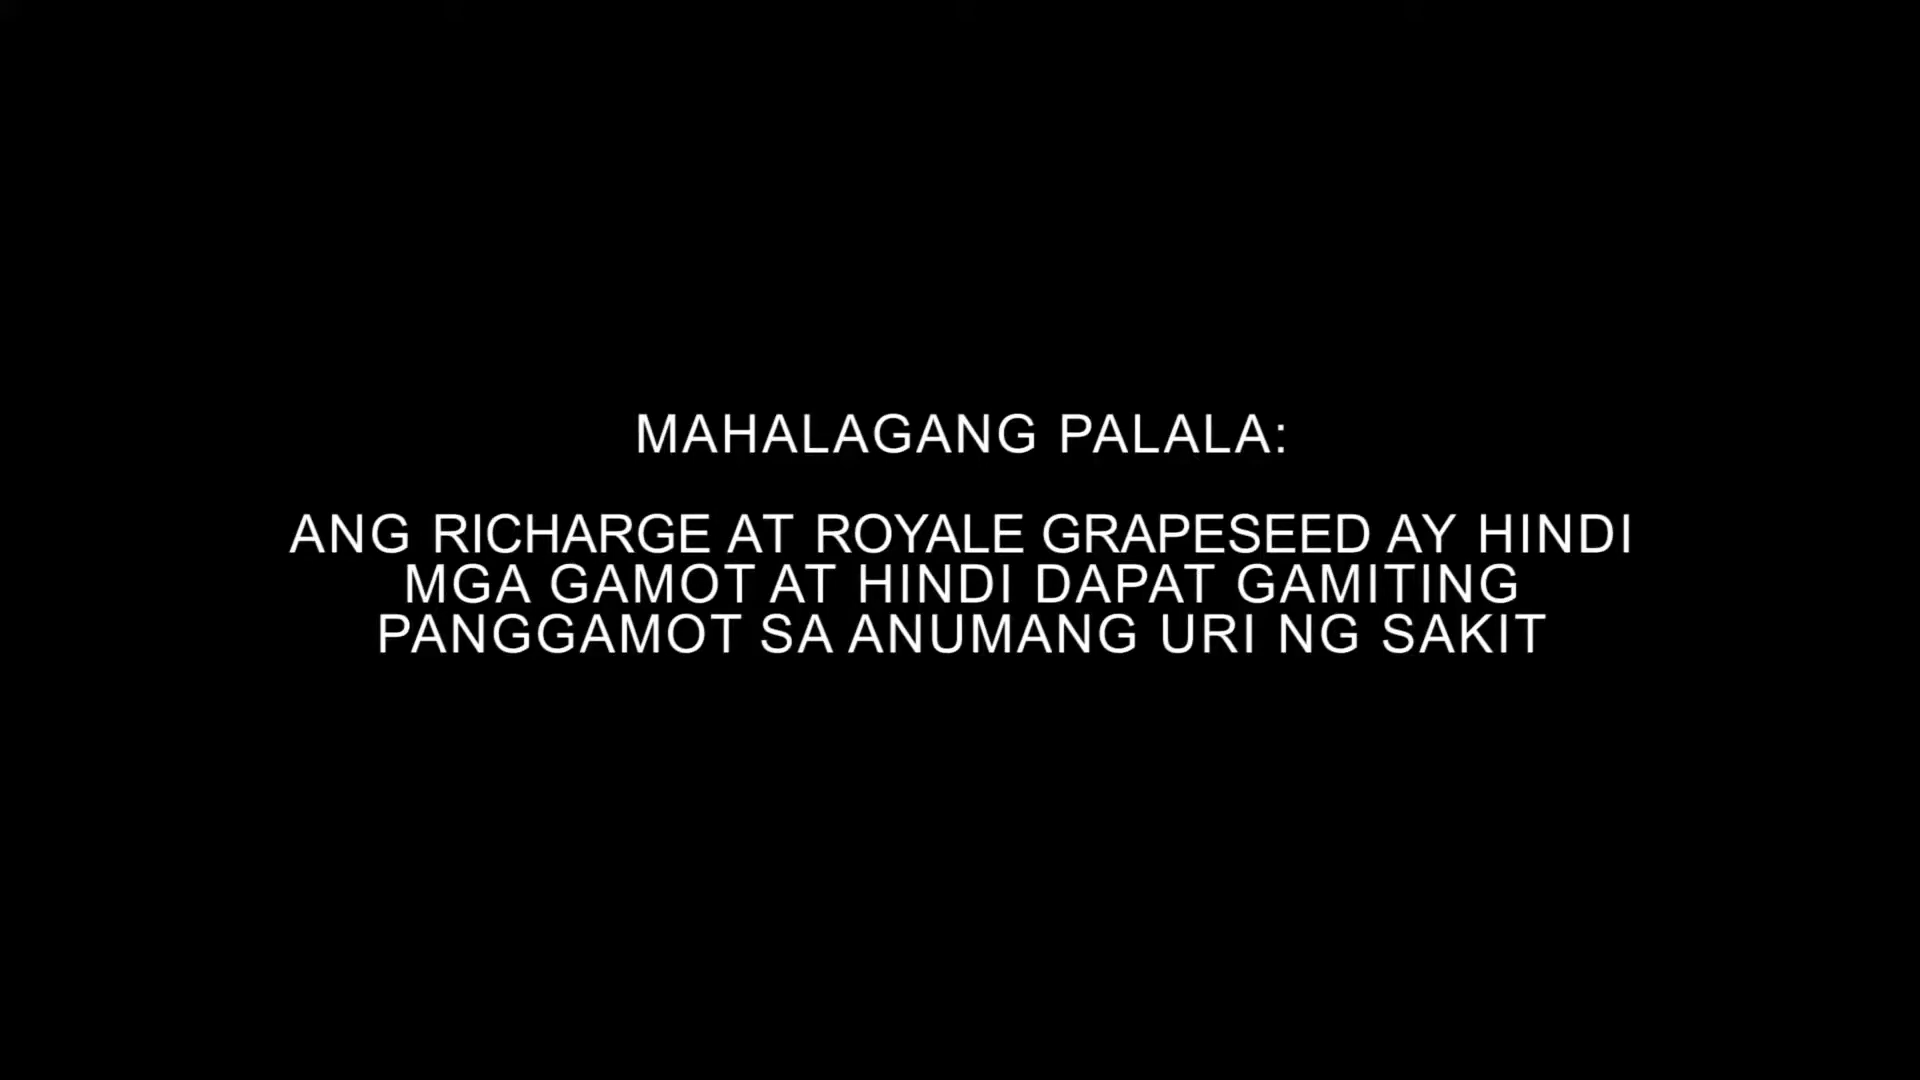 MAHALAGANG PALALA:
ANG RICHARGE AT ROYALE GRAPESEED AY HINDI
MGA GAMOT AT HINDI DAPAT GAMITING
PANGGAMOT SA ANUMANG URI NG SAKIT